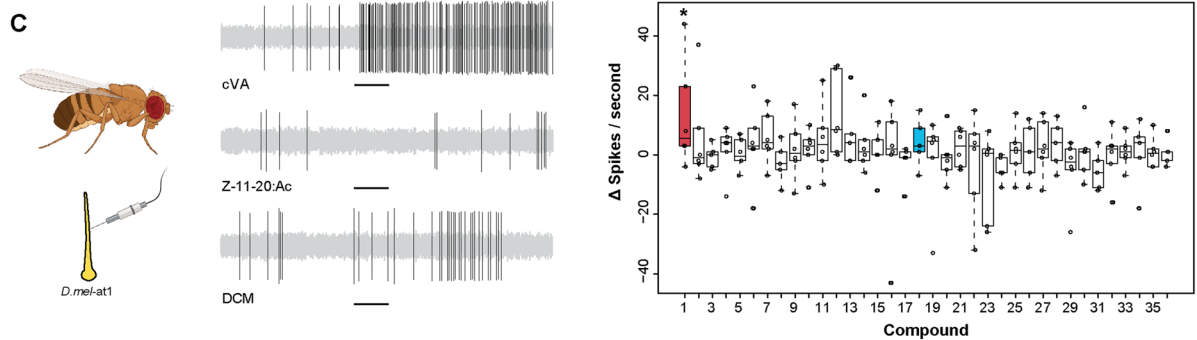 C
cVA
Z-11-20:Ac
DCM
D.mel-at1
*
Δ Spikes / second
40
20
0
−20
−40
1 3 5 7 9 11 13 15 17 19 21 23 25 27 29 31 33 35
Compound